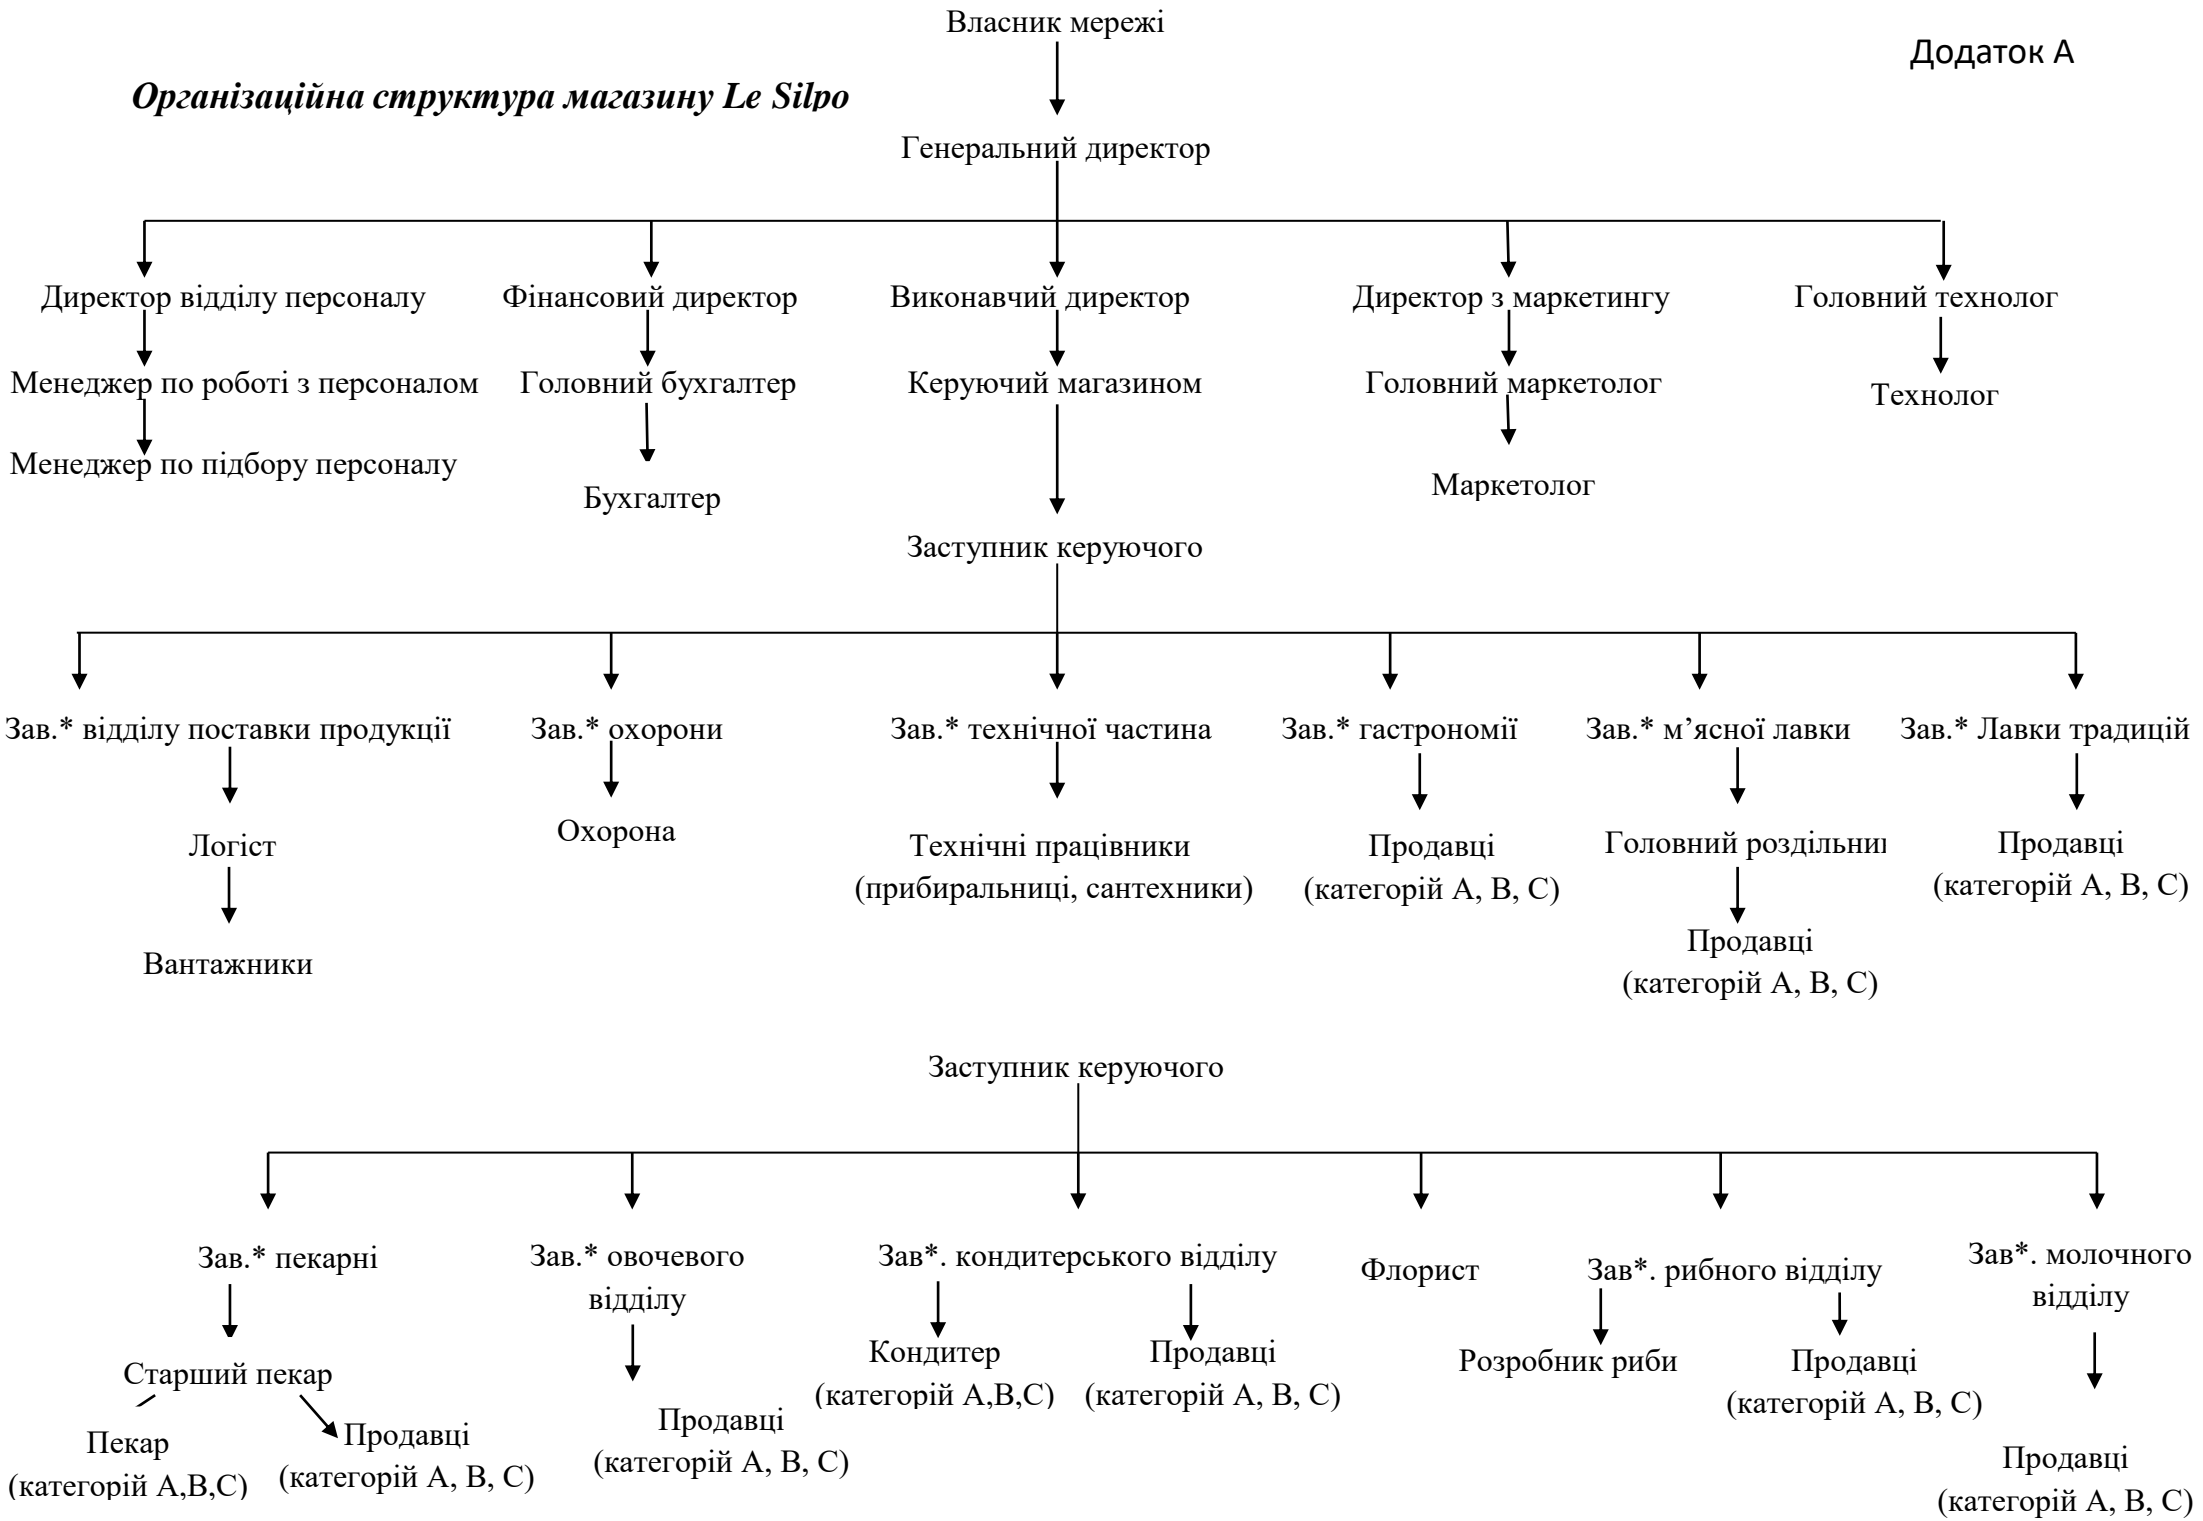 Власник мережі
Додаток А
Організаційна структура магазину Le Silpo
Генеральний директор
Директор відділу персоналу
Фінансовий директор
Виконавчий директор
Директор з маркетингу
Головний технолог
Менеджер по роботі з персоналом
Головний бухгалтер
Керуючий магазином
Головний маркетолог
Технолог
Менеджер по підбору персоналу
Бухгалтер
Маркетолог
Заступник керуючого
Зав.* відділу поставки продукції
Зав.* охорони
Зав.* технічної частина
Зав.* гастрономії
Зав.* м’ясної лавки
Зав.* Лавки традицій
Логіст
Охорона
Технічні працівники
(прибиральниці, сантехники)
Продавці
(категорій А, В, С)
Головний
Продавці
(категорій А, В, С)
Вантажники
Продавці
(категорій А, В, С)
Заступник керуючого
Зав.* пекарні
Зав.* овочевого
відділу
Зав*. кондитерського відділу
Флорист
Зав*. рибного відділу
Зав*. молочного
відділу
Старший пекар
Кондитер
(категорій А,В,С)
Продавці
(категорій А, В, С)
Розробник риби
Продавці
(категорій А, В, С)
Пекар
(категорій А,В,С)
Продавці
(категорій А, В, С)
Продавці
(категорій А, В, С)
Продавці
(категорій А, В, С)